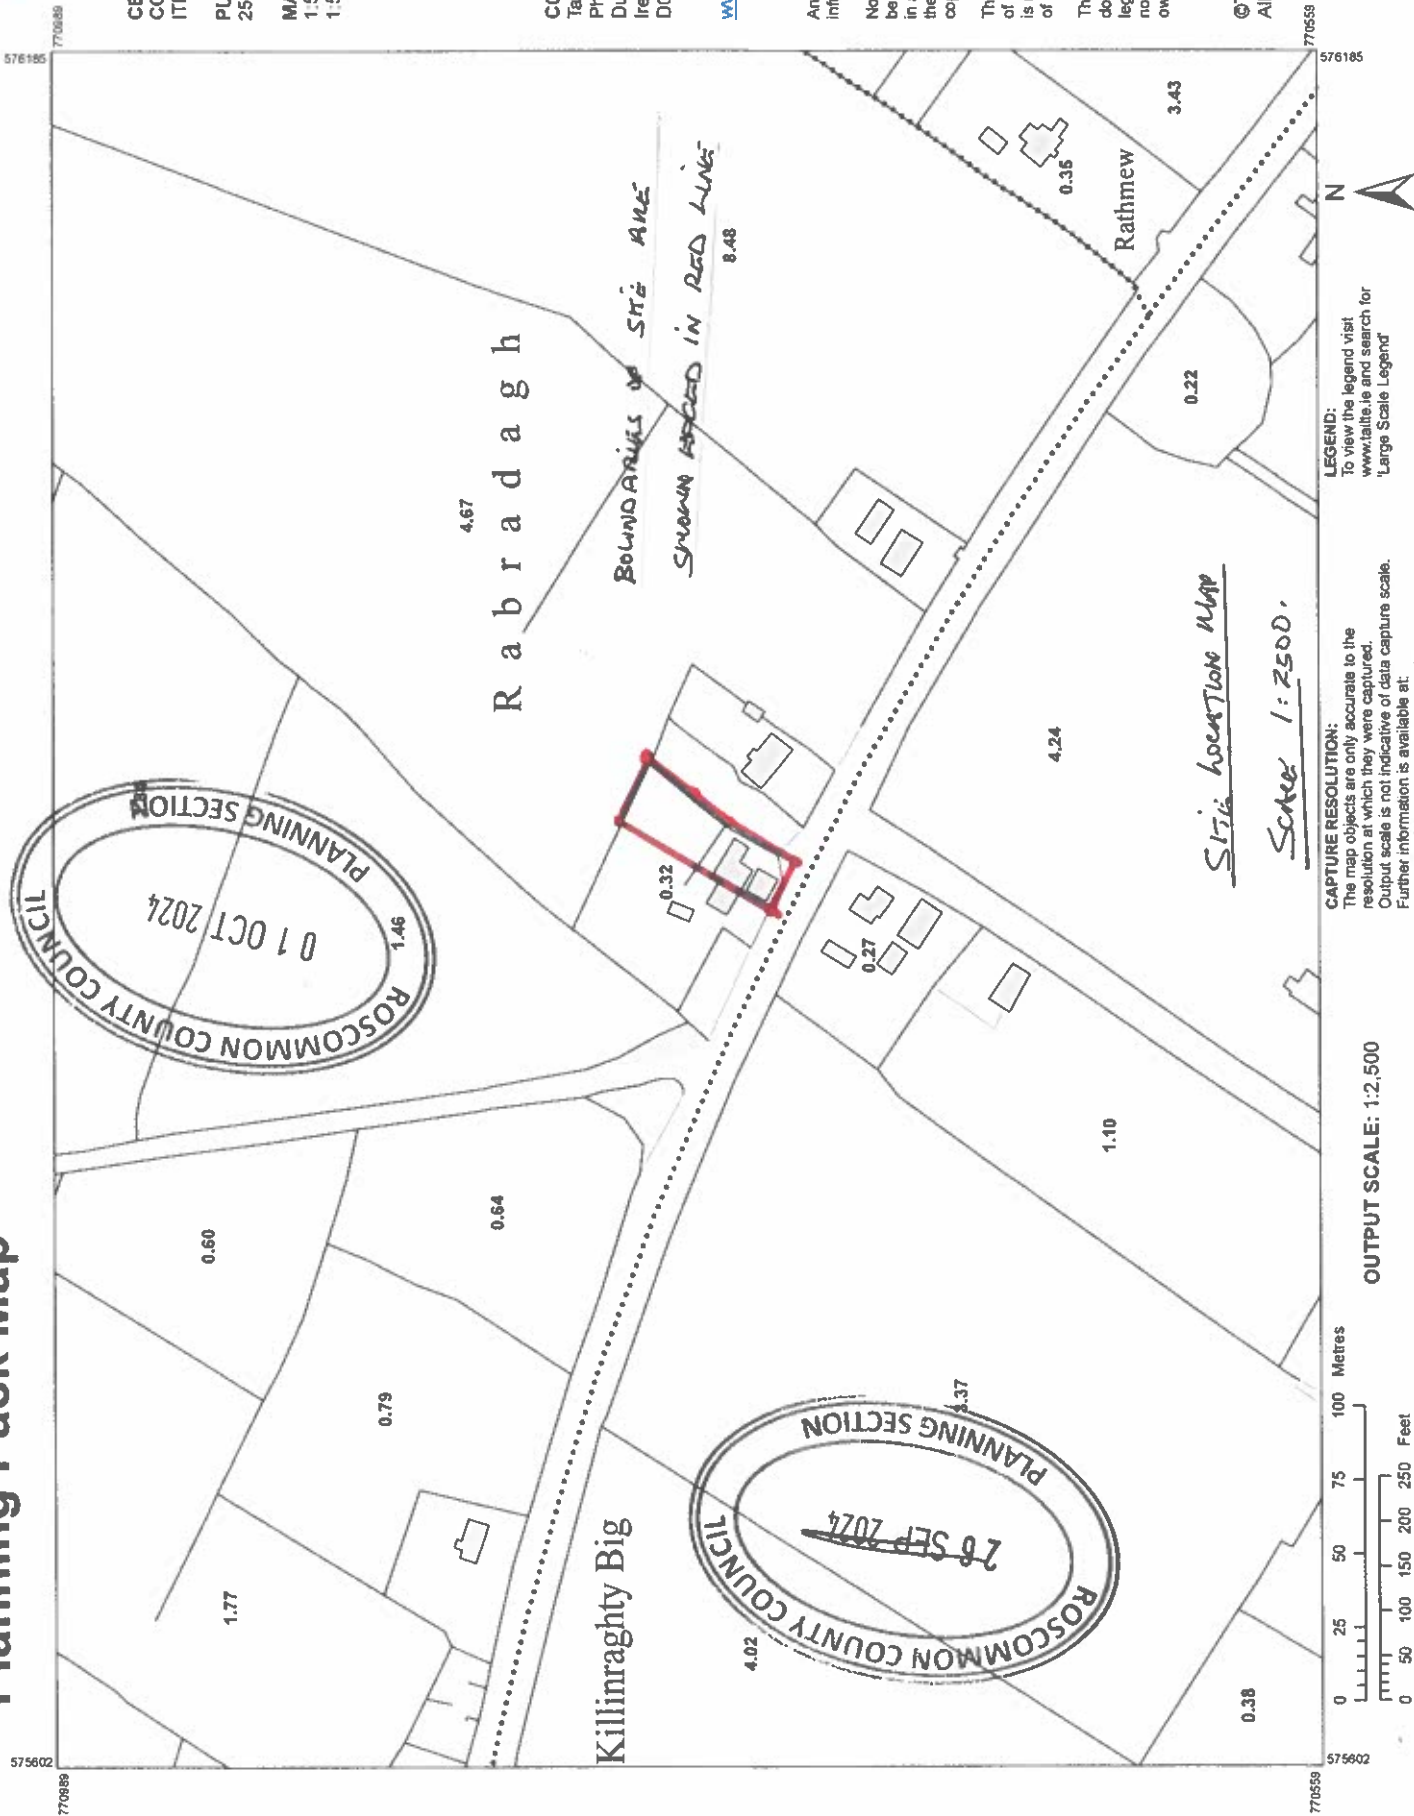 Planning Pack Map
576185
770989
575602
770989
4.67
R a b r a d a g h
BOUNDARIES OF SITE ARE
SHOWN EDGED IN RED LINE
8.48
ROSCOMMON COUNTY COUNCIL
01 OCT 2024
PLANNING SECTION
1.46
0.60
0.64
0.79
1.77
0.32
0.35
3.43
Rathmew
0.22
0.27
4.24
1.10
Killinraghty Big
4.02
ROSCOMMON COUNTY COUNCIL
26 SEP 2024
PLANNING SECTION
0.38
SITE LOCATION MAP
SCALE 1:2500.
770559
576185
575602
770559
0 25 50 75 100 Metres
0 50 100 150 200 250 Feet
OUTPUT SCALE: 1:2,500
CAPTURE RESOLUTION:
The map objects are only accurate to the
resolution at which they were captured.
Output scale is not indicative of data capture scale.
Further information is available at:
LEGEND:
To view the legend visit
www.tailte.ie and search for
'Large Scale Legend'
N